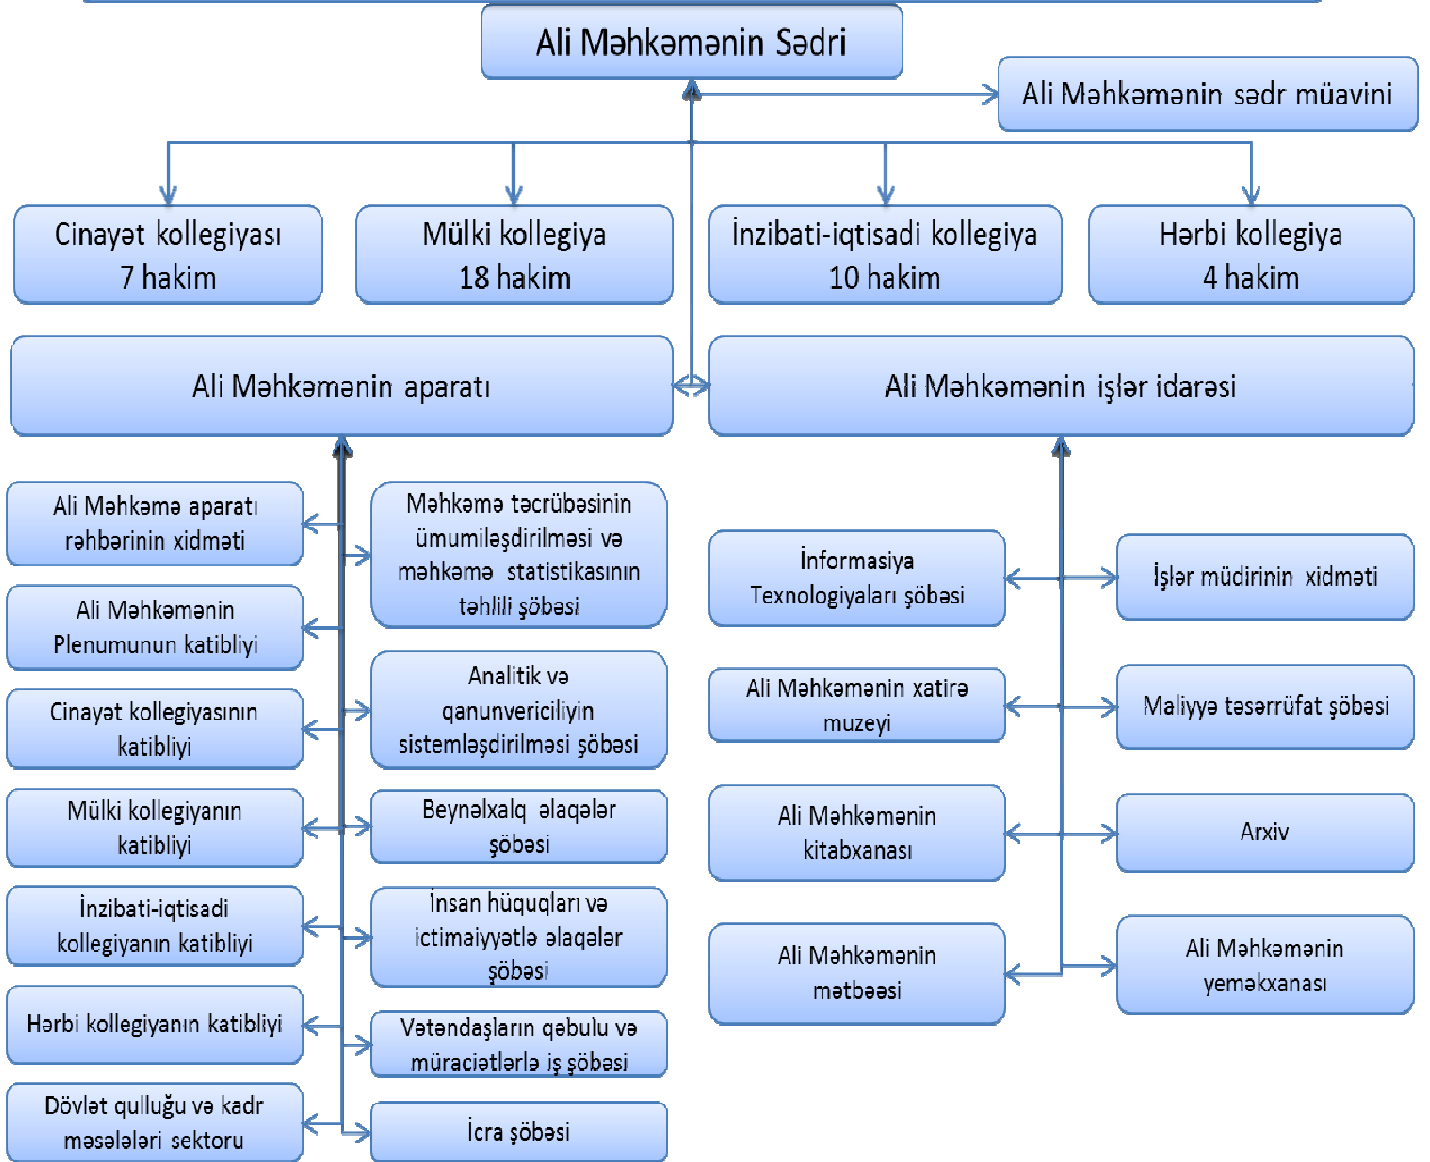 Ali Məhkəmənin Sədri
Ali Məhkəmənin sədr müavini
Cinayət kollegiyası
7 hakim
Mülki kollegiya
18 hakim
İnzibati-iqtisadi kollegiya
10 hakim
Hərbi kollegiya
4 hakim
Ali Məhkəmənin aparatı
Ali Məhkəmənin işlər idarəsi
Ali Məhkəmə aparatı
rəhbərinin xidməti
Ali Məhkəmənin
Plenumunun katibliyi
Cinayət kollegiyasının
katibliyi
Mülki kollegiyanın
katibliyi
İnzibati-iqtisadi
kollegiyanın katibliyi
Hərbi kollegiyanın katibliyi
Dövlət qulluğu və kadr
məsələləri sektoru
Məhkəmə təcrübəsinin
ümumiləşdirilməsi və
məhkəmə statistikasının
təhlili şöbəsi
Analitik və
qanunvericiliyin
sistemləşdirilməsi şöbəsi
Beynəlxalq əlaqələr
şöbəsi
İnsan hüquqları və
ictimaiyyətlə əlaqələr
şöbəsi
Vətəndaşların qəbulu və
müraciətlərlə iş şöbəsi
İcra şöbəsi
İnformasiya
Texnologiyaları şöbəsi
Ali Məhkəmənin xatirə
muzeyi
Ali Məhkəmənin
kitabxanası
Ali Məhkəmənin
mətbəəsi
İşlər müdirinin xidməti
Maliyyə təsərrüfat şöbəsi
Arxiv
Ali Məhkəmənin
yeməkxanası